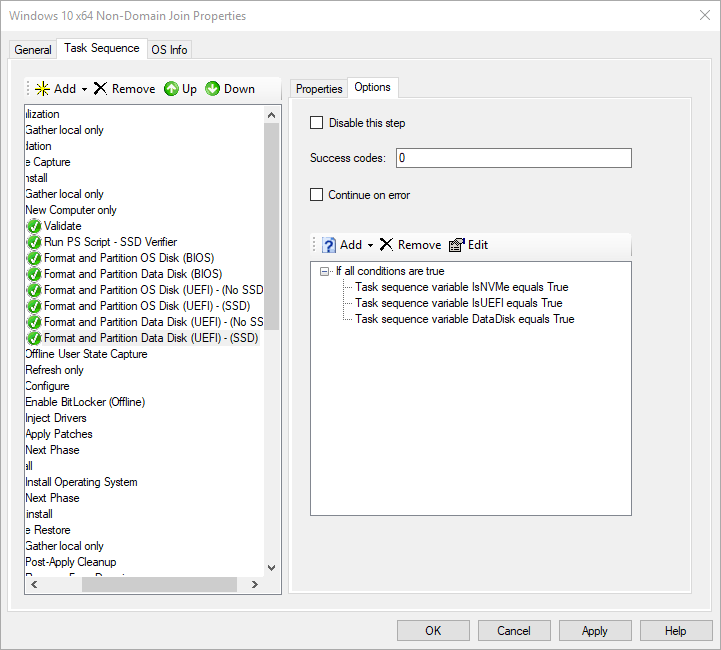 Windows 10 x64 Non-Domain Join Properties
General
Task Sequence
OS Info
Add
Remove
Up
Down
lization
Gather local only
dation
e Capture
nstall
Gather local only
New Computer only
Validate
Run PS Script - SSD Verifier
Format and Partition OS Disk (BIOS)
Format and Partition Data Disk (BIOS)
Format and Partition OS Disk (UEFI) - (No SSD
Format and Partition OS Disk (UEFI) - (SSD)
Format and Partition Data Disk (UEFI) - (No SS
Format and Partition Data Disk (UEFI) - (SSD)
Offline User State Capture
Refresh only
Configure
Enable BitLocker (Offline)
Inject Drivers
Apply Patches
Next Phase
all
Install Operating System
Next Phase
install
e Restore
Gather local only
Post-Apply Cleanup
Properties
Options
Disable this step
Success codes:
0
Continue on error
Add
Remove
Edit
If all conditions are true
Task sequence variable IsNVMe equals True
Task sequence variable IsUEFI equals True
Task sequence variable DataDisk equals True
OK
Cancel
Apply
Help